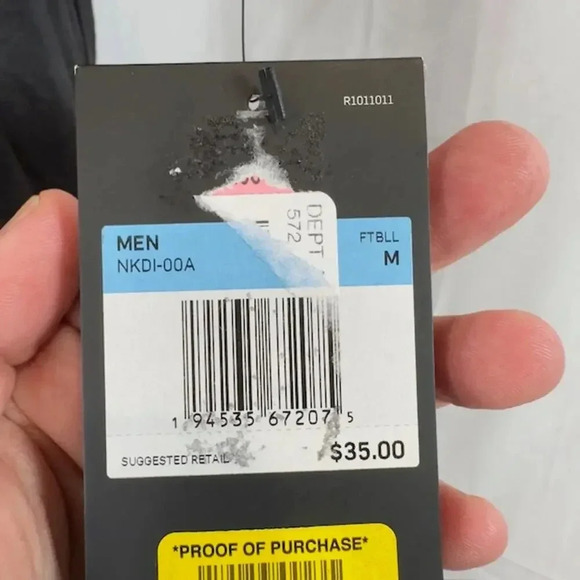 R1011011
MEN
NKDI-00A
DEPT
572
FTBLL
M
1 94535 67207 5
SUGGESTED RETAIL
$35.00
*PROOF OF PURCHASE*